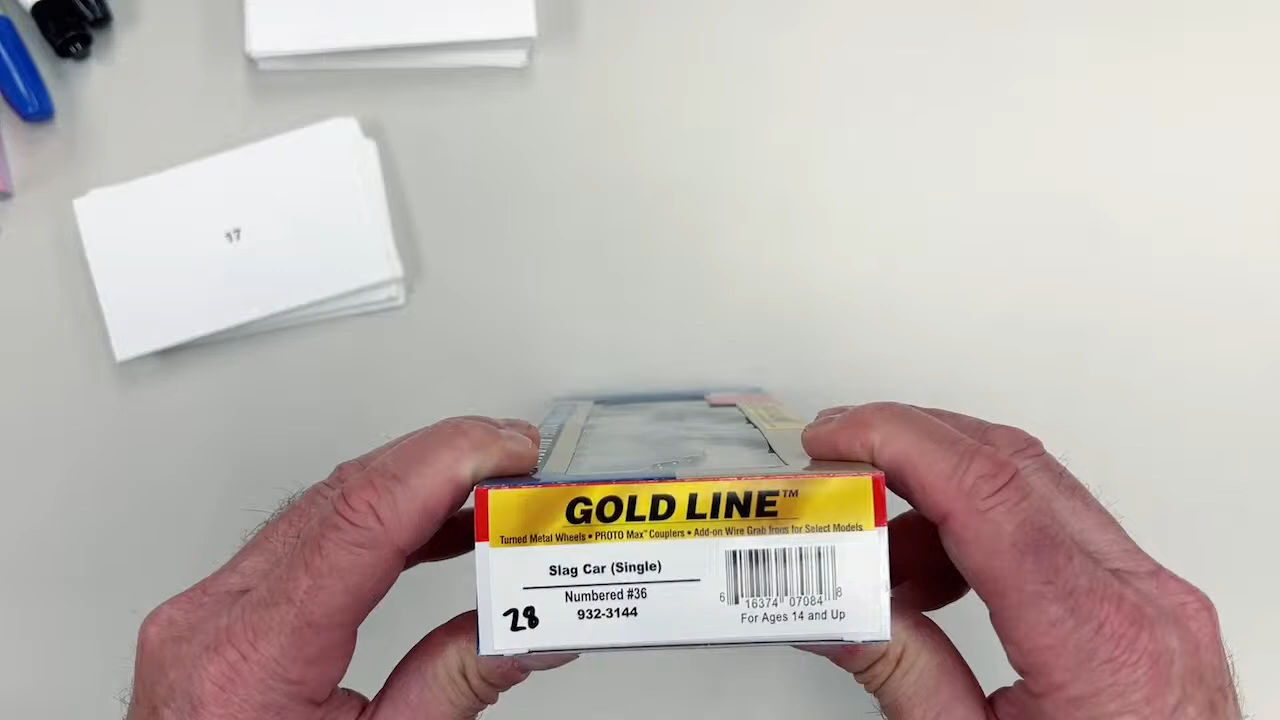 17
GOLD LINE™
Turned Metal Wheels • PROTO Max™ Couplers • Add-on Wire Grab Irons for Select Models
Slag Car (Single)
Numbered #36
932-3144
28
6 16374 07084 8
For Ages 14 and Up